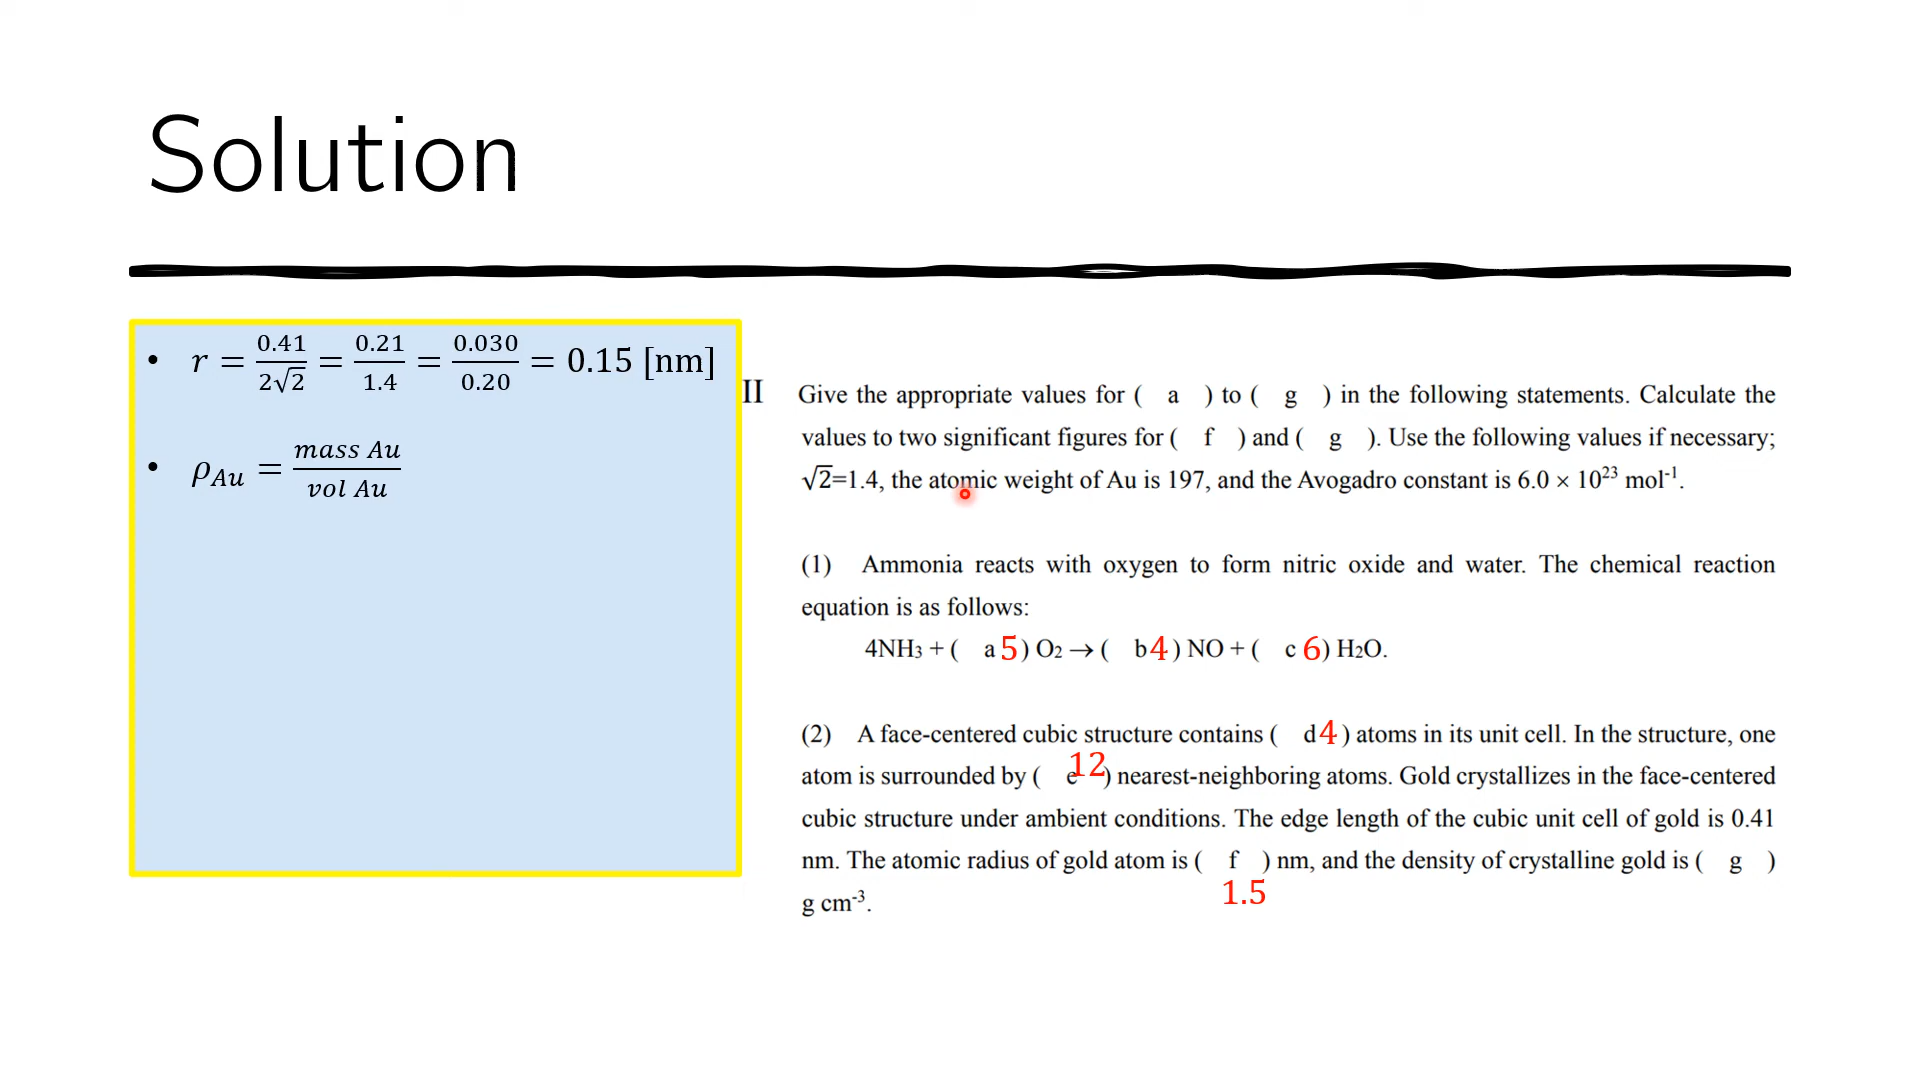 Solution
• r = 0.41/2√2 = 0.21/1.4 = 0.030/0.20 = 0.15 [nm]
• ρ_Au = mass Au/vol Au
II Give the appropriate values for ( a ) to ( g ) in the following statements. Calculate the
values to two significant figures for ( f ) and ( g ). Use the following values if necessary;
√2=1.4, the atomic weight of Au is 197, and the Avogadro constant is 6.0 × 10²³ mol⁻¹.
(1) Ammonia reacts with oxygen to form nitric oxide and water. The chemical reaction
equation is as follows:
4NH₃ + ( a 5 ) O₂ → ( b 4 ) NO + ( c 6 ) H₂O.
(2) A face-centered cubic structure contains ( d 4 ) atoms in its unit cell. In the structure, one
atom is surrounded by ( e 12 ) nearest-neighboring atoms. Gold crystallizes in the face-centered
cubic structure under ambient conditions. The edge length of the cubic unit cell of gold is 0.41
nm. The atomic radius of gold atom is ( f ) nm, and the density of crystalline gold is ( g )
1.5
g cm⁻³.